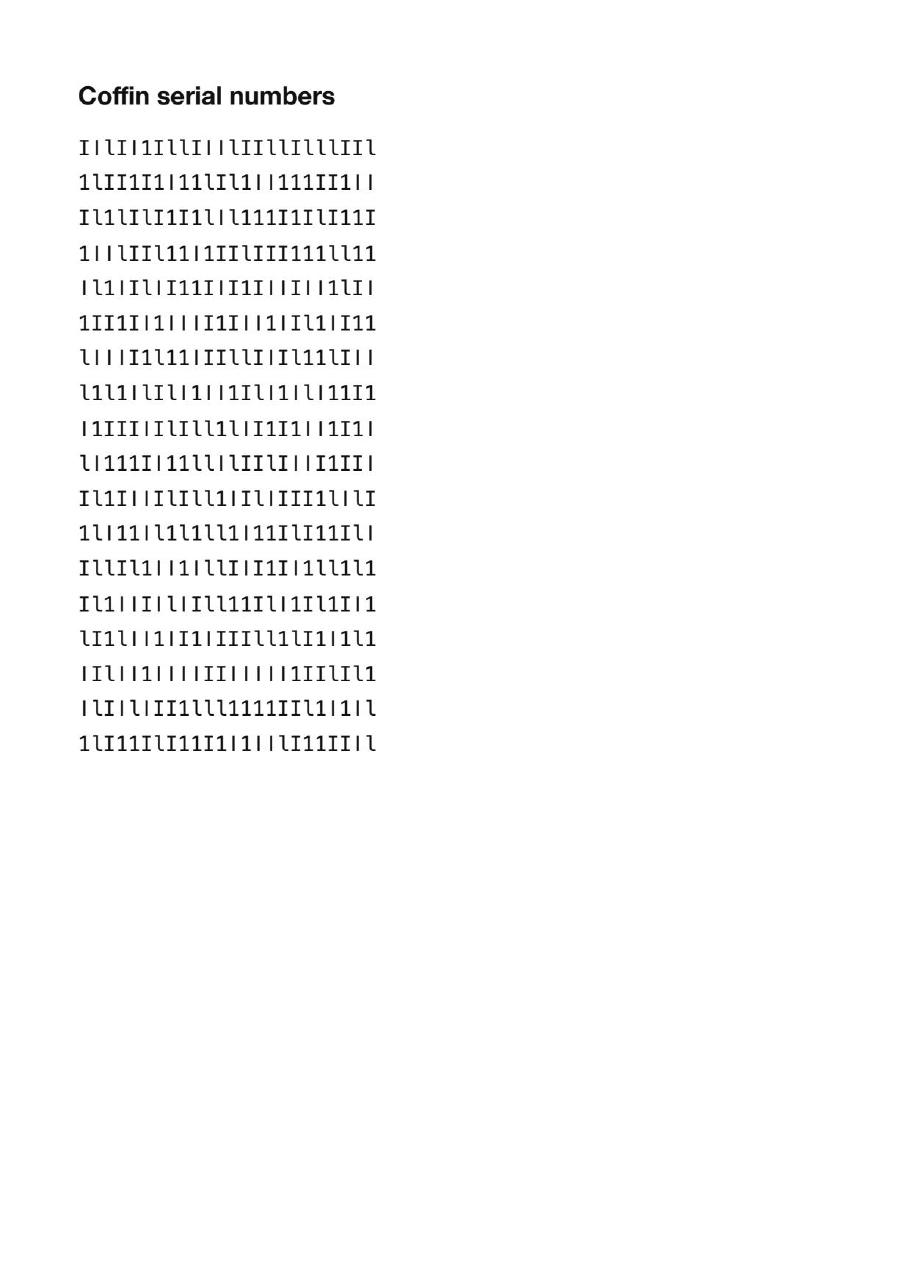 Coffin serial numbers
I|lI|1IllI||lIIllIlllIIl
1lII1I1|11lIl1||111II1||
Il1lIlI1I1l|l111I1IlI11I
1||lIIl11|1IIlIII111ll11
|l1|Il|I11I|I1I||I||1lI|
1II1I|1|||I1I||1|Il1|I11
l|||I1l11|IIllI|Il11lI||
l1l1|lIl|1||1Il|1|l|11I1
|1III|IlIll1l|I1I1||1I1|
l|111I|11ll|lIIlI||I1II|
Il1I||IlIll1|Il|III1l|lI
1l|11|l1l1ll1|11IlI11Il|
IllIl1||1|llI|I1I|1ll1l1
Il1||I|l|Ill11Il|1Il1I|1
lI1l||1|I1|IIIll1lI1|1l1
|Il||1||||II|||||1IIlIl1
|lI|l|II1lll1111IIl1|1|l
1lI11IlI11I1|1||lI11II|l